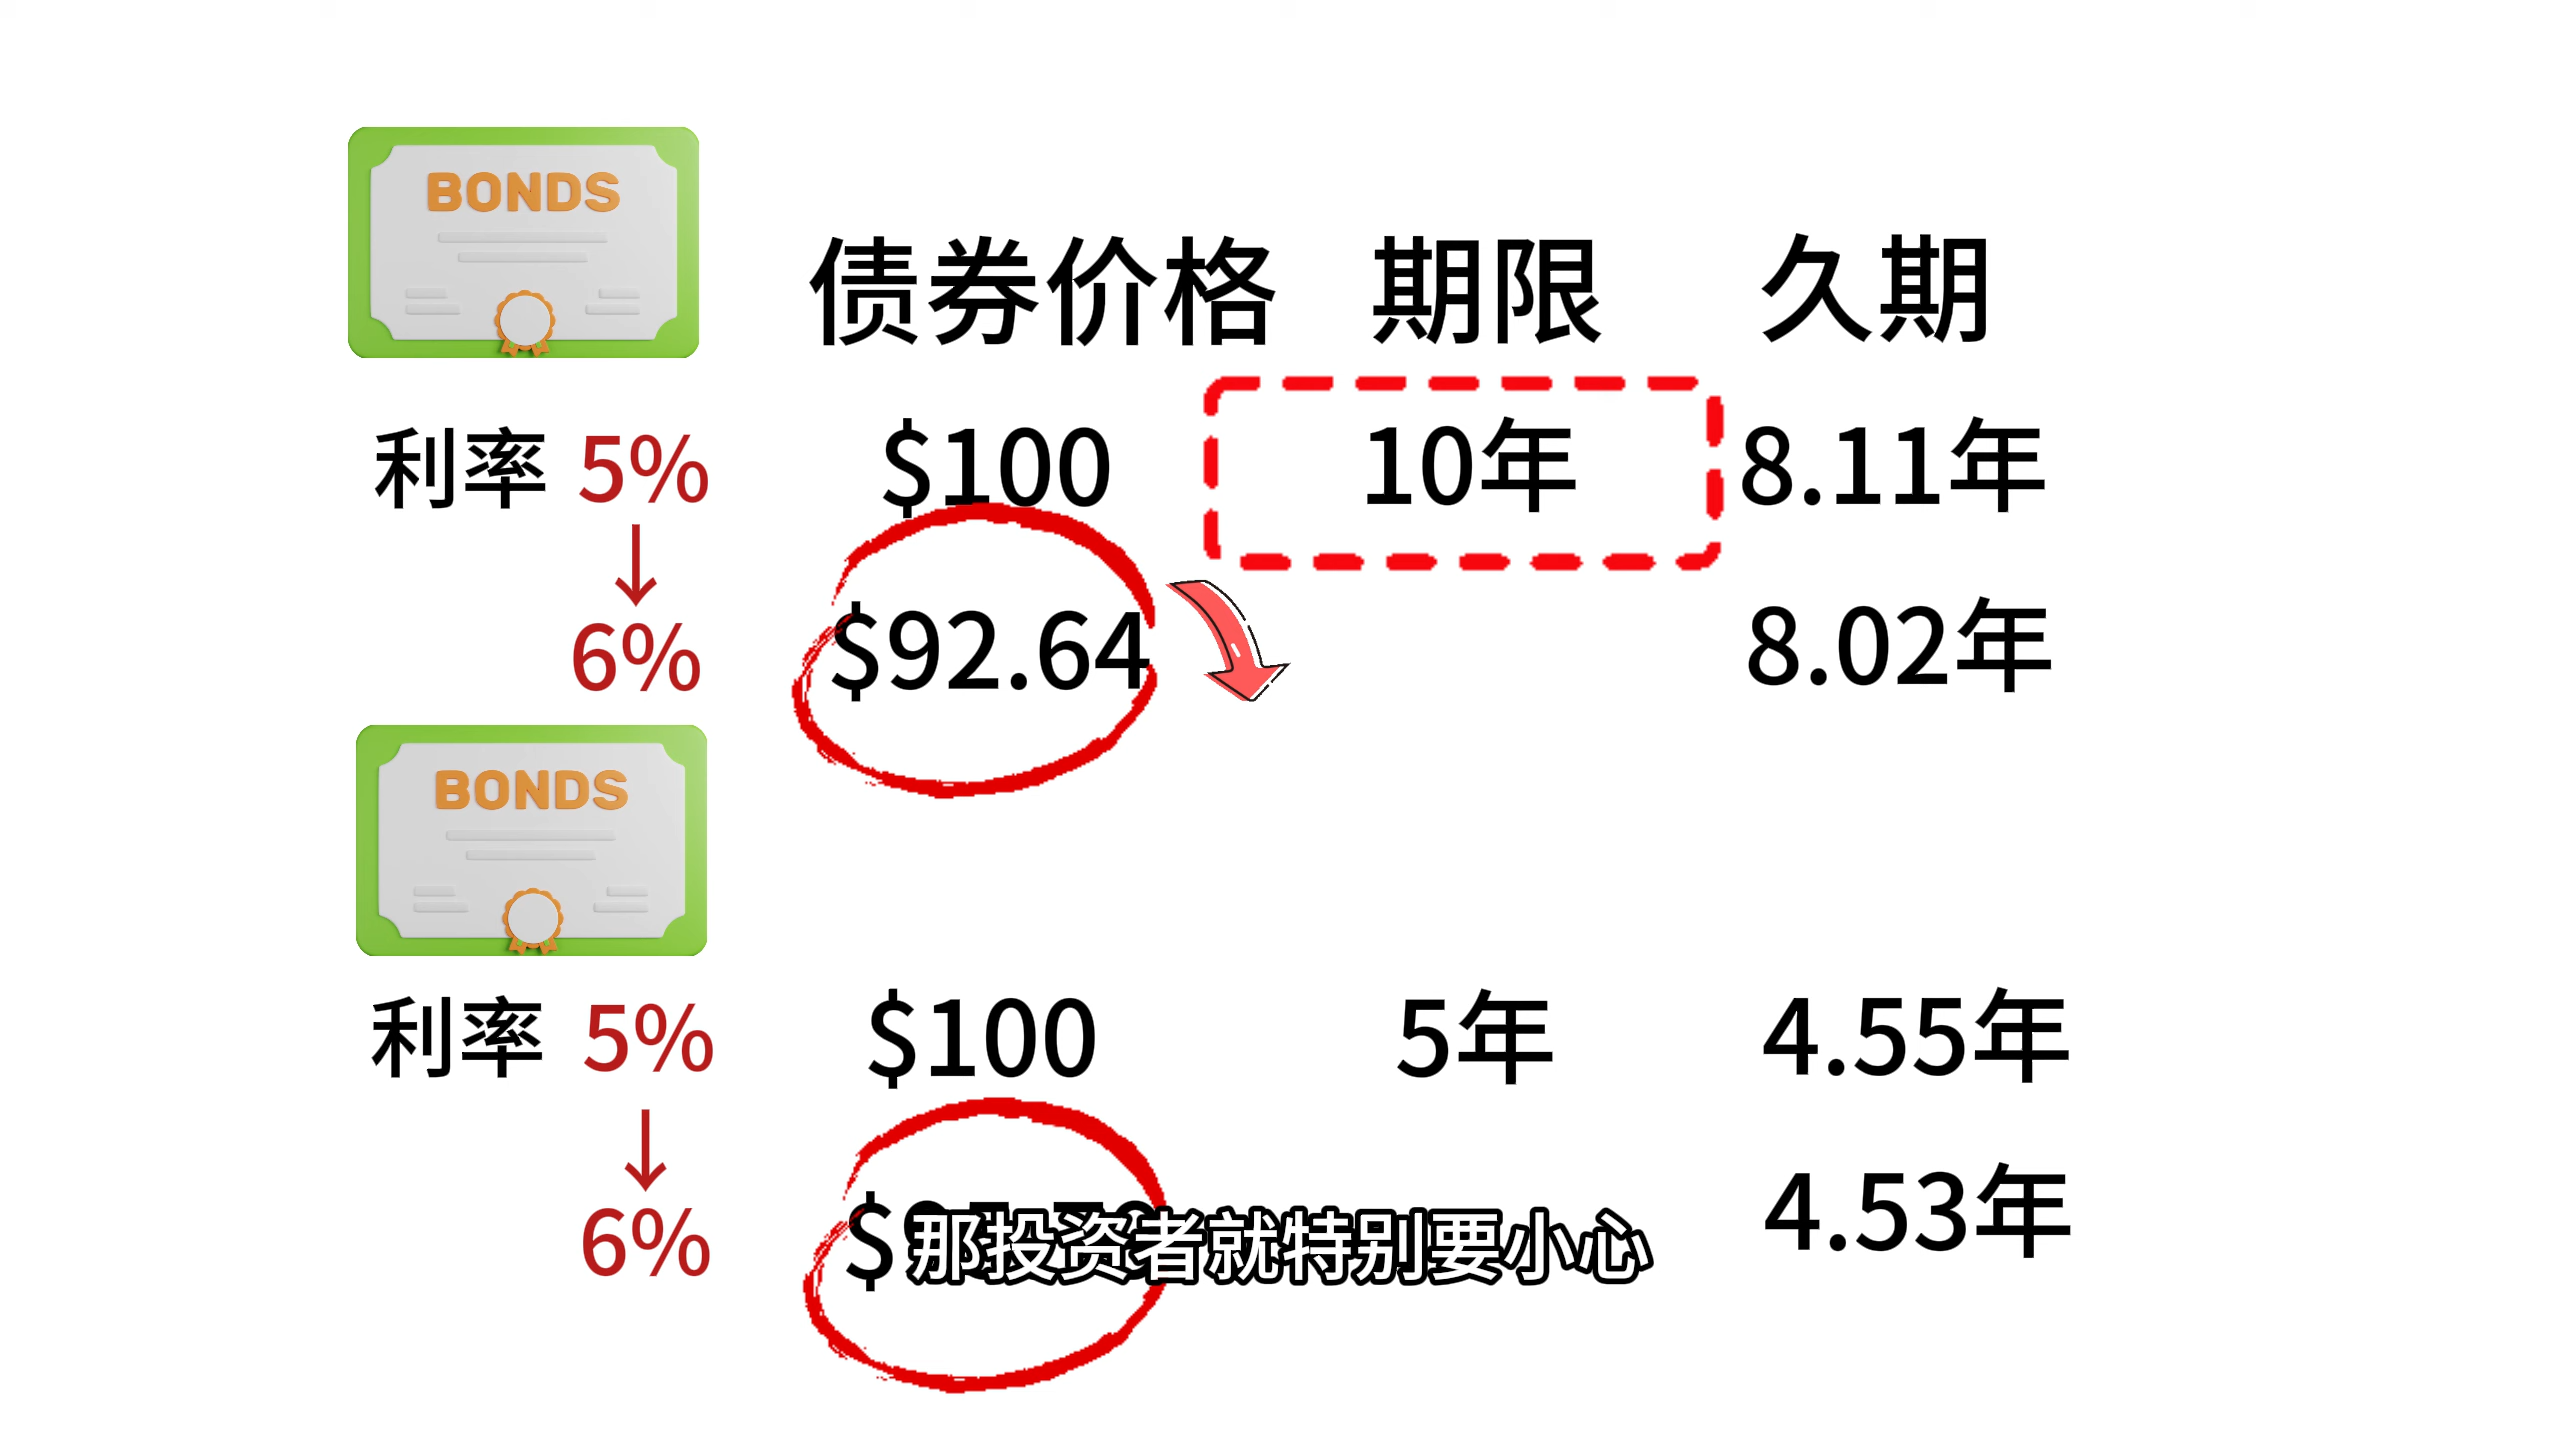 BONDS
债券价格 期限 久期
利率 5% $100 10年 8.11年
↓
6% $92.64 8.02年
BONDS
利率 5% $100 5年 4.55年
↓
6% $ 4.53年
那投资者就特别要小心